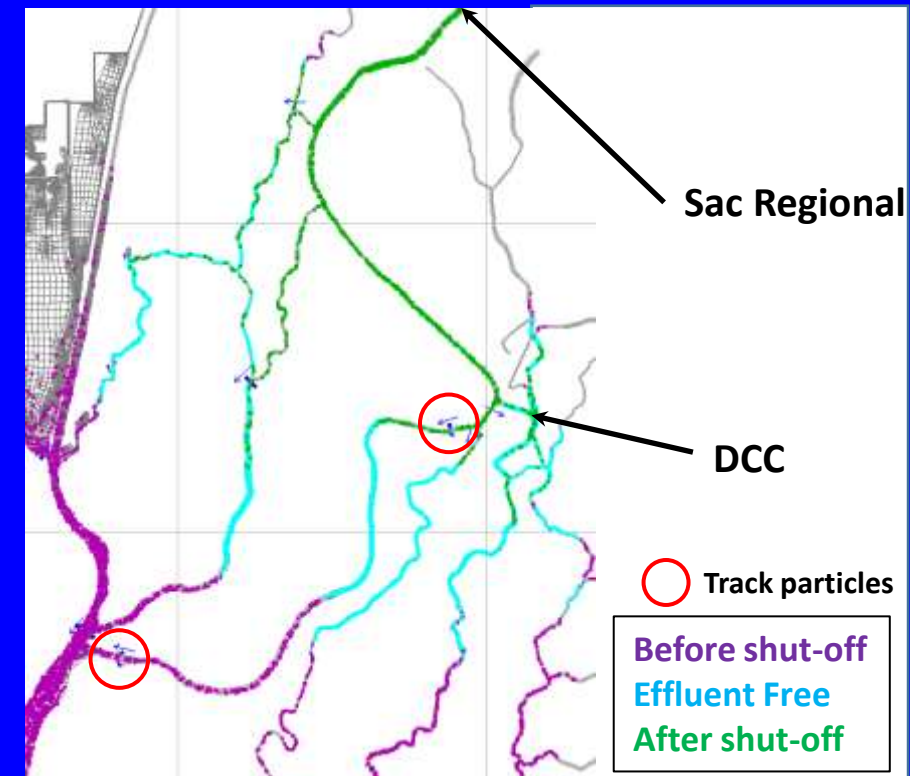 Sac Regional
DCC
Track particles
Before shut-off
Effluent Free
After shut-off